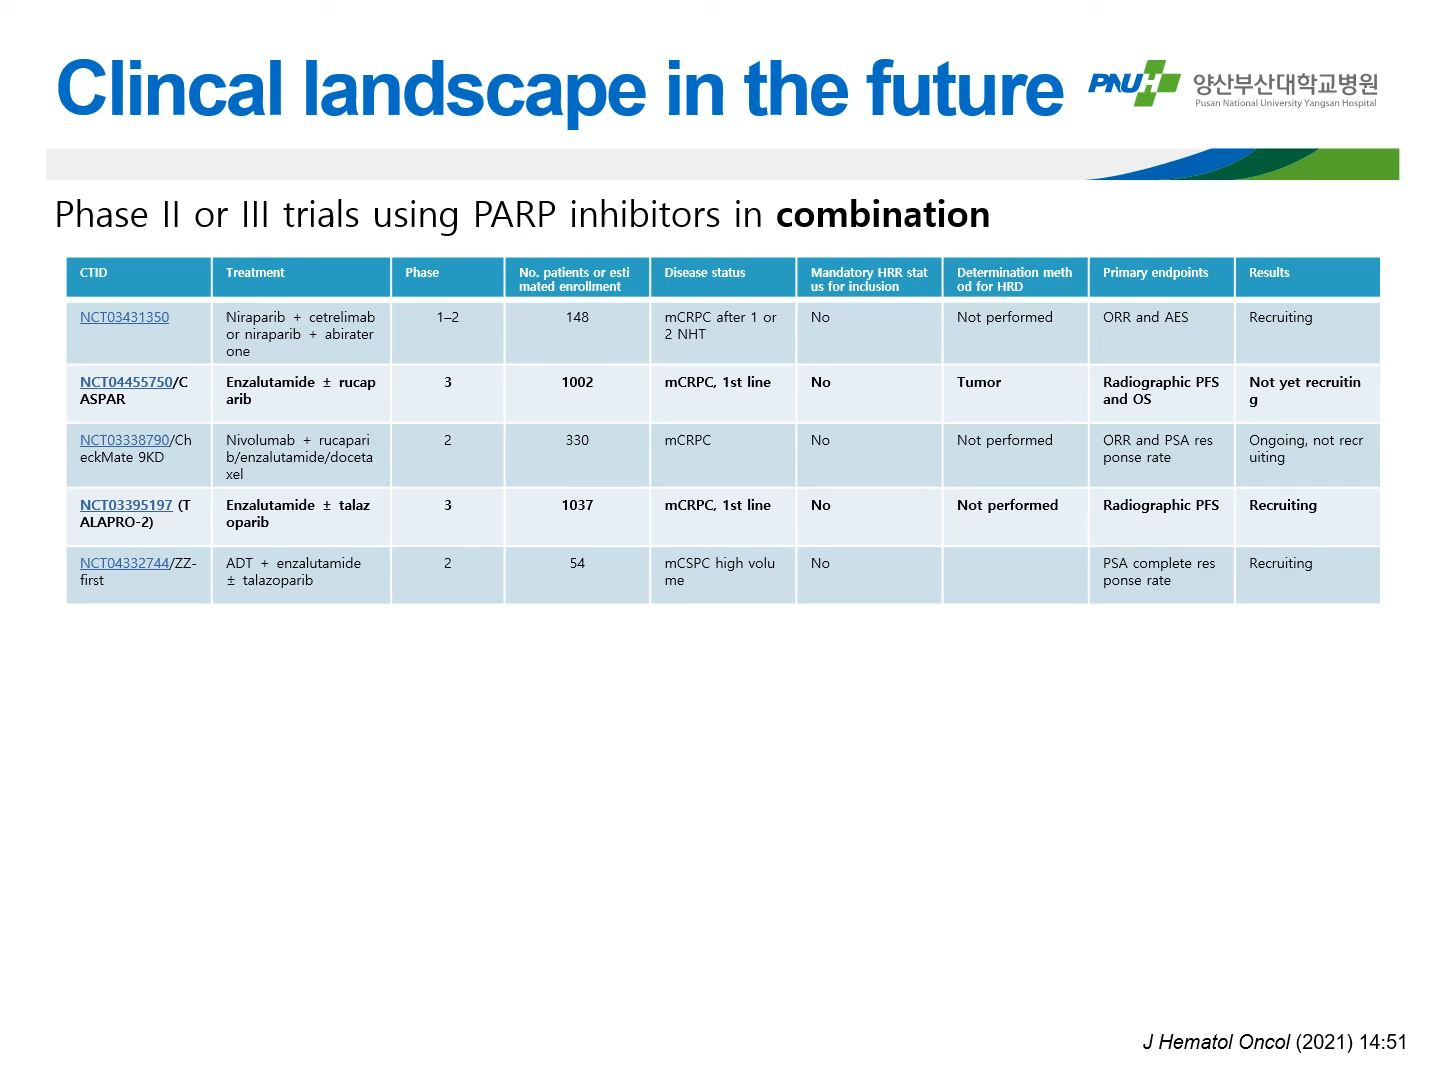 Clincal landscape in the future
PNUH
양산부산대학교병원
Pusan National University Yangsan Hospital
Phase II or III trials using PARP inhibitors in combination
CTID
Treatment
Phase
No. patients or esti
mated enrollment
Disease status
Mandatory HRR stat
us for inclusion
Determination meth
od for HRD
Primary endpoints
Results
NCT03431350
Niraparib + cetrelimab
or niraparib + abirater
one
1–2
148
mCRPC after 1 or
2 NHT
No
Not performed
ORR and AES
Recruiting
NCT04455750/C
ASPAR
Enzalutamide ± rucap
arib
3
1002
mCRPC, 1st line
No
Tumor
Radiographic PFS
and OS
Not yet recruitin
g
NCT03338790/Ch
eckMate 9KD
Nivolumab + rucapari
b/enzalutamide/doceta
xel
2
330
mCRPC
No
Not performed
ORR and PSA res
ponse rate
Ongoing, not recr
uiting
NCT03395197 (T
ALAPRO-2)
Enzalutamide ± talaz
oparib
3
1037
mCRPC, 1st line
No
Not performed
Radiographic PFS
Recruiting
NCT04332744/ZZ-
first
ADT + enzalutamide
± talazoparib
2
54
mCSPC high volu
me
No
PSA complete res
ponse rate
Recruiting
J Hematol Oncol (2021) 14:51